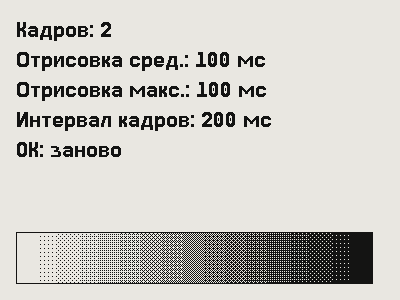 Кадров: 2
Отрисовка сред.: 100 мс
Отрисовка макс.: 100 мс
Интервал кадров: 200 мс
ОК: заново